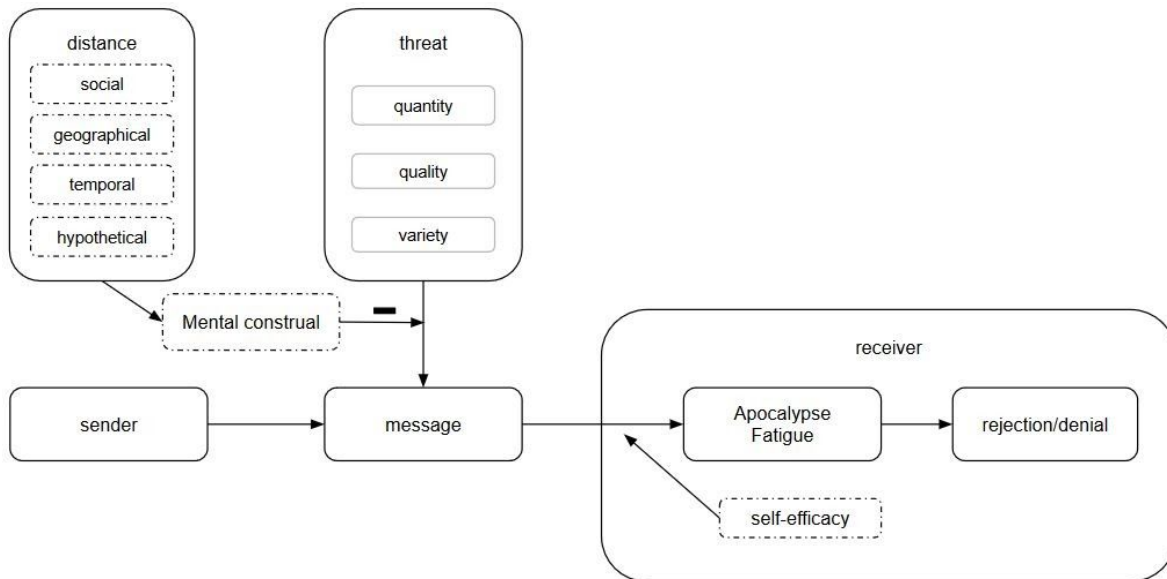 distance
social
geographical
temporal
hypothetical
threat
quantity
quality
variety
Mental construal
receiver
sender
message
Apocalypse
Fatigue
rejection/denial
self-efficacy